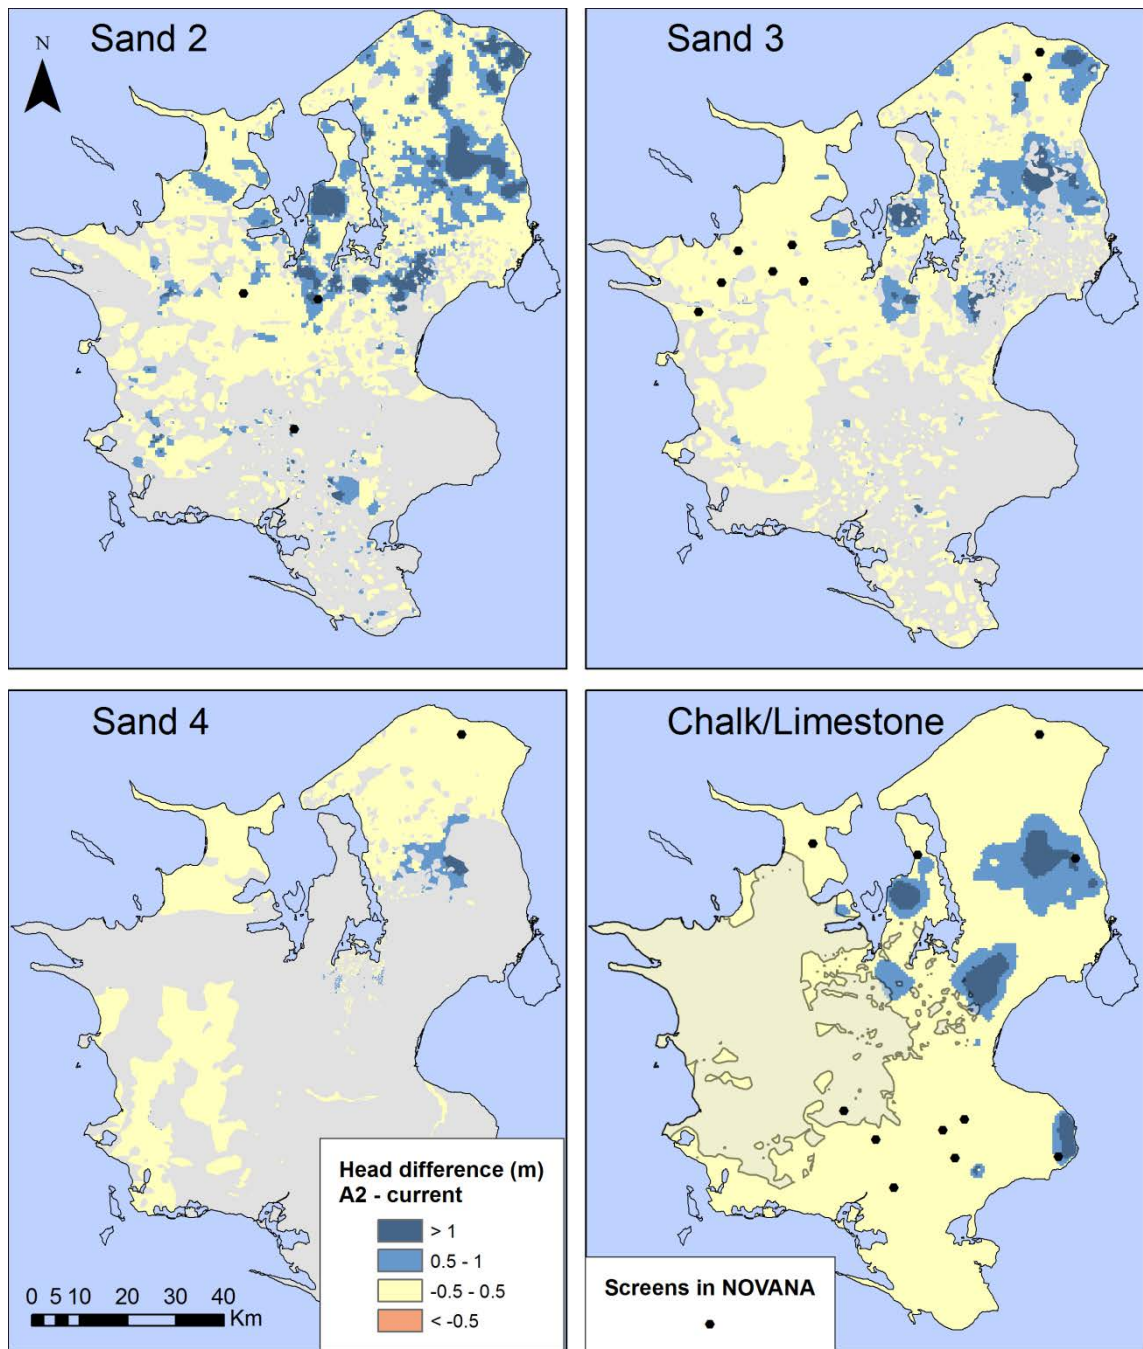 N
Sand 2
Sand 3
Sand 4
Chalk/Limestone
Head difference (m)
A2 - current
> 1
0.5 - 1
-0.5 - 0.5
< -0.5
0 5 10 20 30 40
Km
Screens in NOVANA